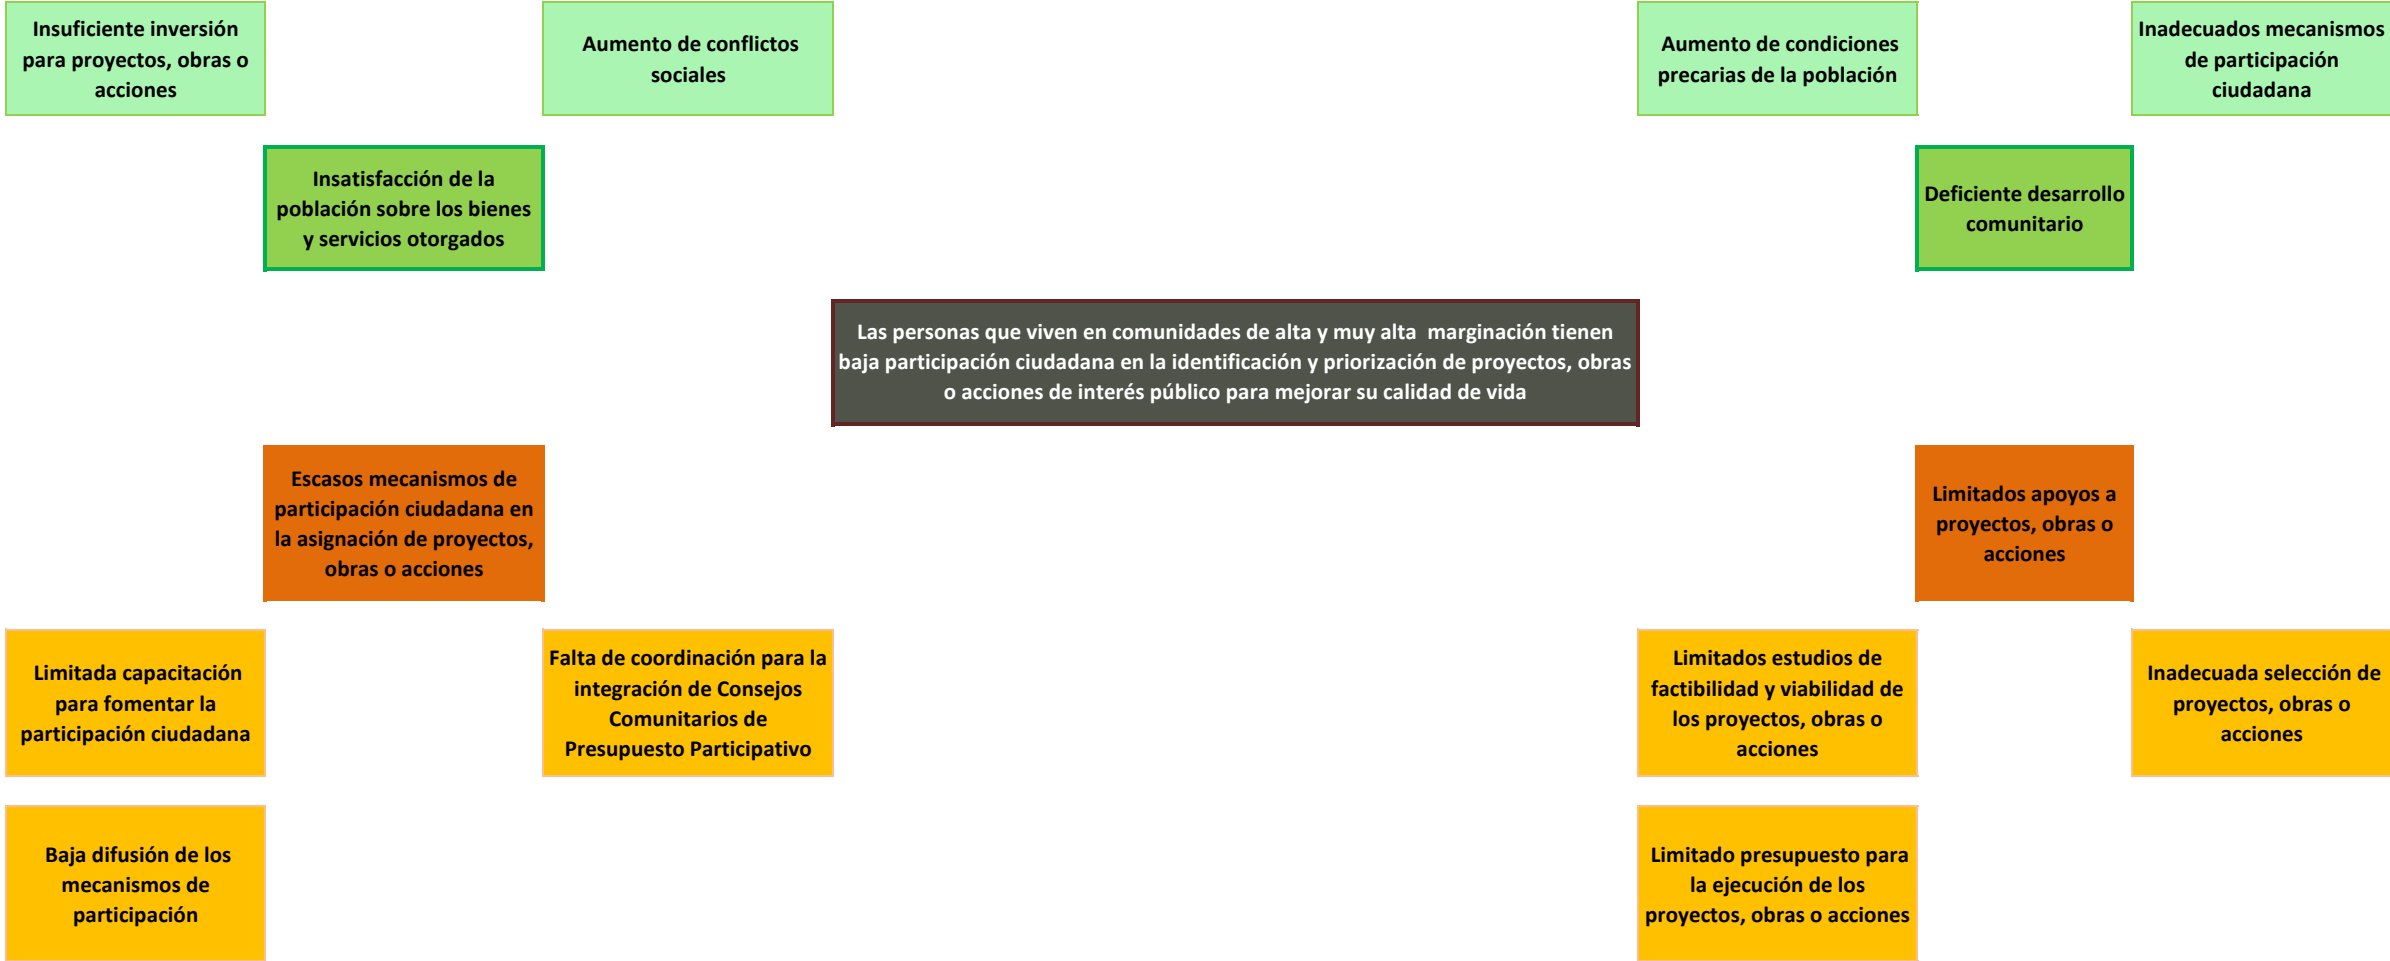 Insuficiente inversión
para proyectos, obras o
acciones
Aumento de conflictos
sociales
Aumento de condiciones
precarias de la población
Inadecuados mecanismos
de participación
ciudadana
Insatisfacción de la
población sobre los bienes
y servicios otorgados
Deficiente desarrollo
comunitario
Las personas que viven en comunidades de alta y muy alta  marginación tienen
baja participación ciudadana en la identificación y priorización de proyectos, obras
o acciones de interés público para mejorar su calidad de vida
Escasos mecanismos de
participación ciudadana en
la asignación de proyectos,
obras o acciones
Limitados apoyos a
proyectos, obras o
acciones
Limitada capacitación
para fomentar la
participación ciudadana
Falta de coordinación para la
integración de Consejos
Comunitarios de
Presupuesto Participativo
Limitados estudios de
factibilidad y viabilidad de
los proyectos, obras o
acciones
Inadecuada selección de
proyectos, obras o
acciones
Baja difusión de los
mecanismos de
participación
Limitado presupuesto para
la ejecución de los
proyectos, obras o acciones